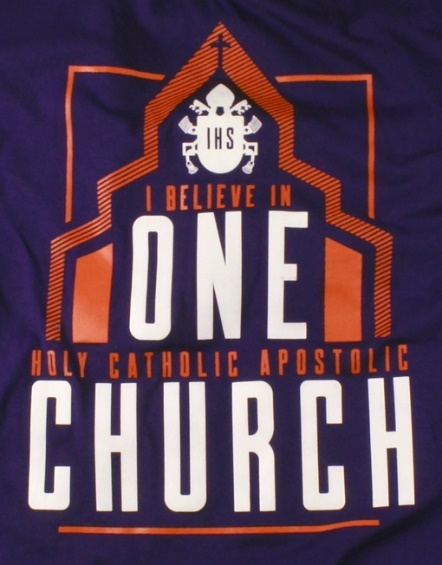 IHS
I BELIEVE IN
ONE
HOLY CATHOLIC APOSTOLIC
CHURCH